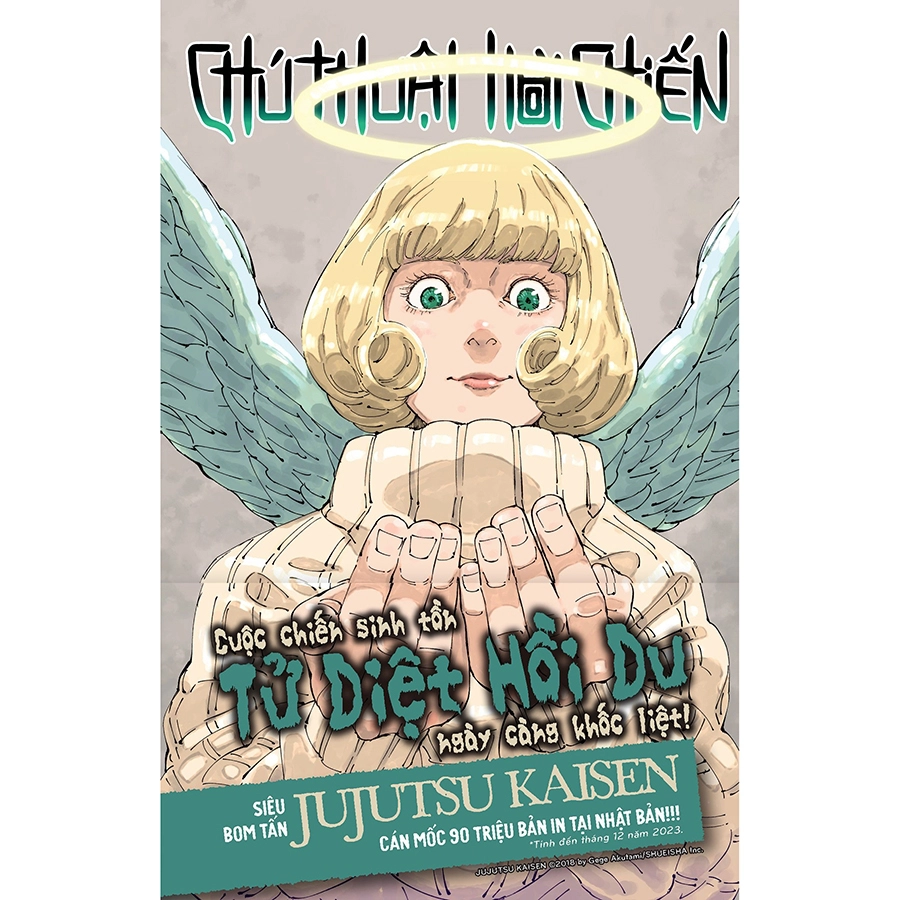 CHÚ THUẬT HỒI CHIẾN
Cuộc chiến sinh tồn
Tử Diệt Hồi Du
ngày càng khốc liệt!
SIÊU
BOM TẤN
JUJUTSU KAISEN
CÁN MỐC 90 TRIỆU BẢN IN TẠI NHẬT BẢN!!!
*Tính đến tháng 12 năm 2023.
JUJUTSU KAISEN ©2018 by Gege Akutami/SHUEISHA Inc.